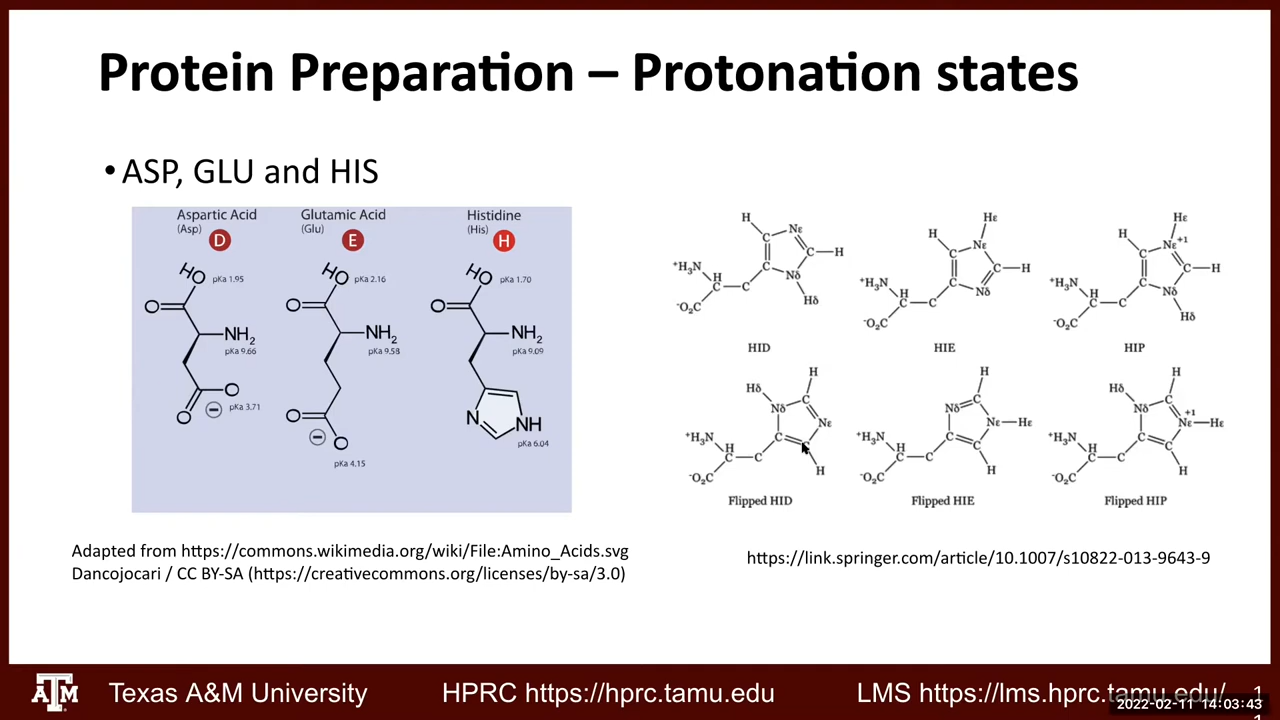 Protein Preparation – Protonation states
•ASP, GLU and HIS
Aspartic Acid
(Asp)
D
HO
pKa 1.95
O
NH2
pKa 9.66
O
O
pKa 3.71
Glutamic Acid
(Glu)
E
HO
pKa 2.16
O
NH2
pKa 9.58
O
O
pKa 4.15
Histidine
(His)
H
HO
pKa 1.70
O
NH2
pKa 9.09
N
NH
pKa 6.04
H
Nε
C
C
H
C
Nδ
Hδ
+H3N
H
C
C
-O2C
HID
Hε
H
Nε
C
C
H
C
Nδ
+H3N
H
C
C
-O2C
HIE
Hε
H
Nε+1
C
C
H
C
Nδ
Hδ
+H3N
H
C
C
-O2C
HIP
H
Hδ
C
Nδ
Nε
C
C
H
+H3N
H
C
C
-O2C
Flipped HID
H
Nδ
C
Nε
Hε
C
C
H
+H3N
H
C
C
-O2C
Flipped HIE
H
Hδ
C
Nδ
+1
Nε
Hε
C
C
H
+H3N
H
C
C
-O2C
Flipped HIP
Adapted from https://commons.wikimedia.org/wiki/File:Amino_Acids.svg
Dancojocari / CC BY-SA (https://creativecommons.org/licenses/by-sa/3.0)
https://link.springer.com/article/10.1007/s10822-013-9643-9
ATM
Texas A&M University
HPRC https://hprc.tamu.edu
LMS https://lms.hprc.tamu.edu/
1
1
2022-02-11 14:03:43